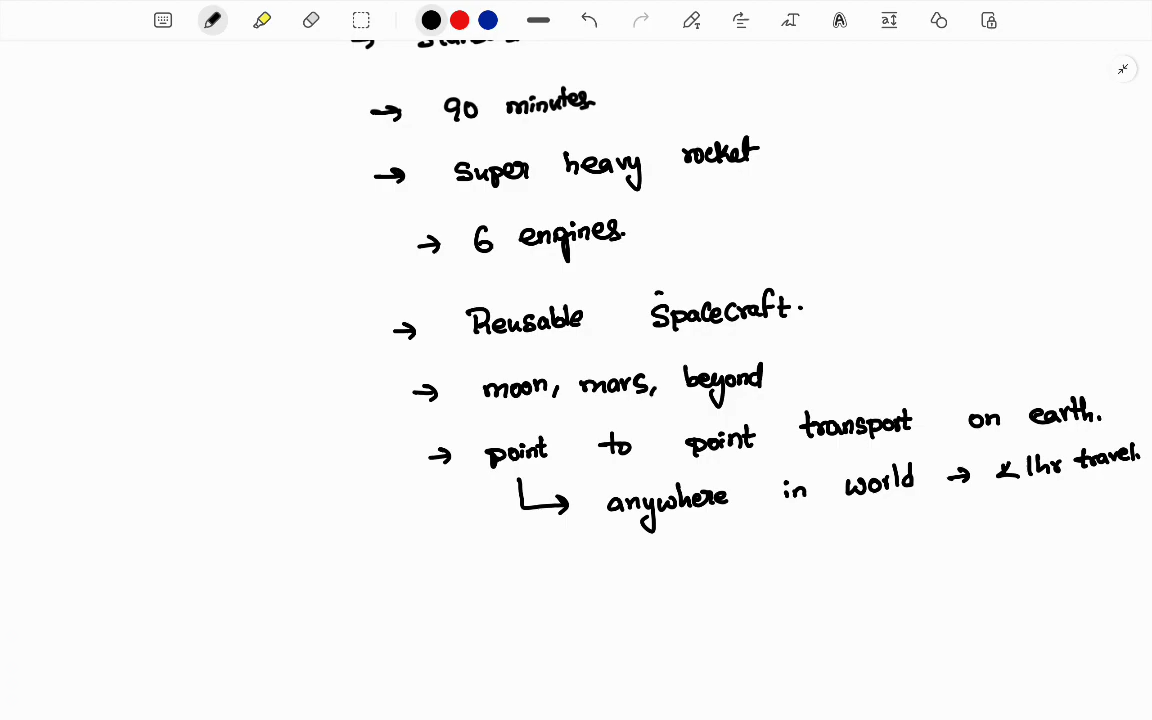 → 90 minutes
→ super heavy rocket
→ 6 engines.
→ Reusable Spacecraft.
→ moon, mars, beyond
→ point to point transport on earth.
↳ anywhere in world → < 1hr travel.